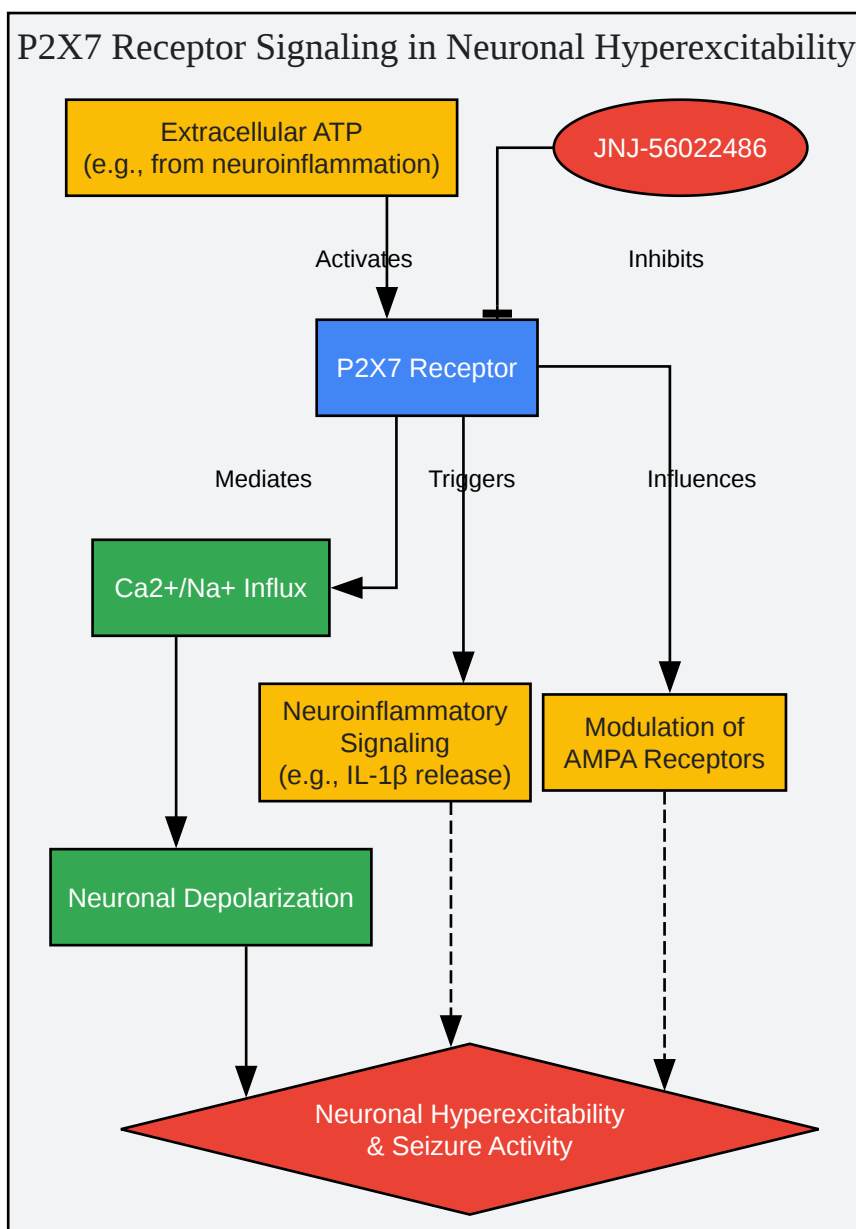 P2X7 Receptor Signaling in Neuronal Hyperexcitability
Extracellular ATP
(e.g., from neuroinflammation)
JNJ-56022486
Activates
Inhibits
P2X7 Receptor
Mediates
Triggers
Influences
Ca2+/Na+ Influx
Neuroinflammatory
Signaling
(e.g., IL-1β release)
Modulation of
AMPA Receptors
Neuronal Depolarization
Neuronal Hyperexcitability
& Seizure Activity